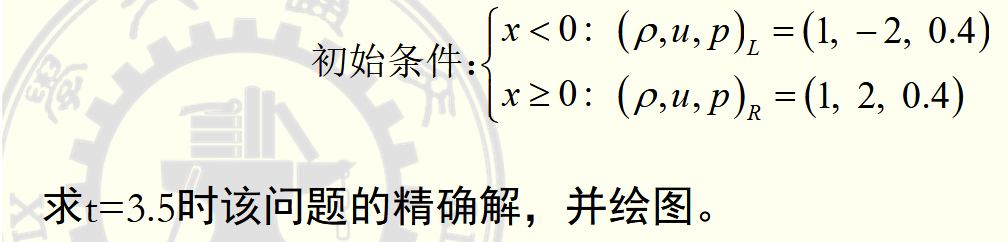 初始条件： { x < 0 : (ρ,u,p)_L = (1, −2, 0.4)
x ≥ 0 : (ρ,u,p)_R = (1, 2, 0.4)
求t=3.5时该问题的精确解，并绘图。
IX